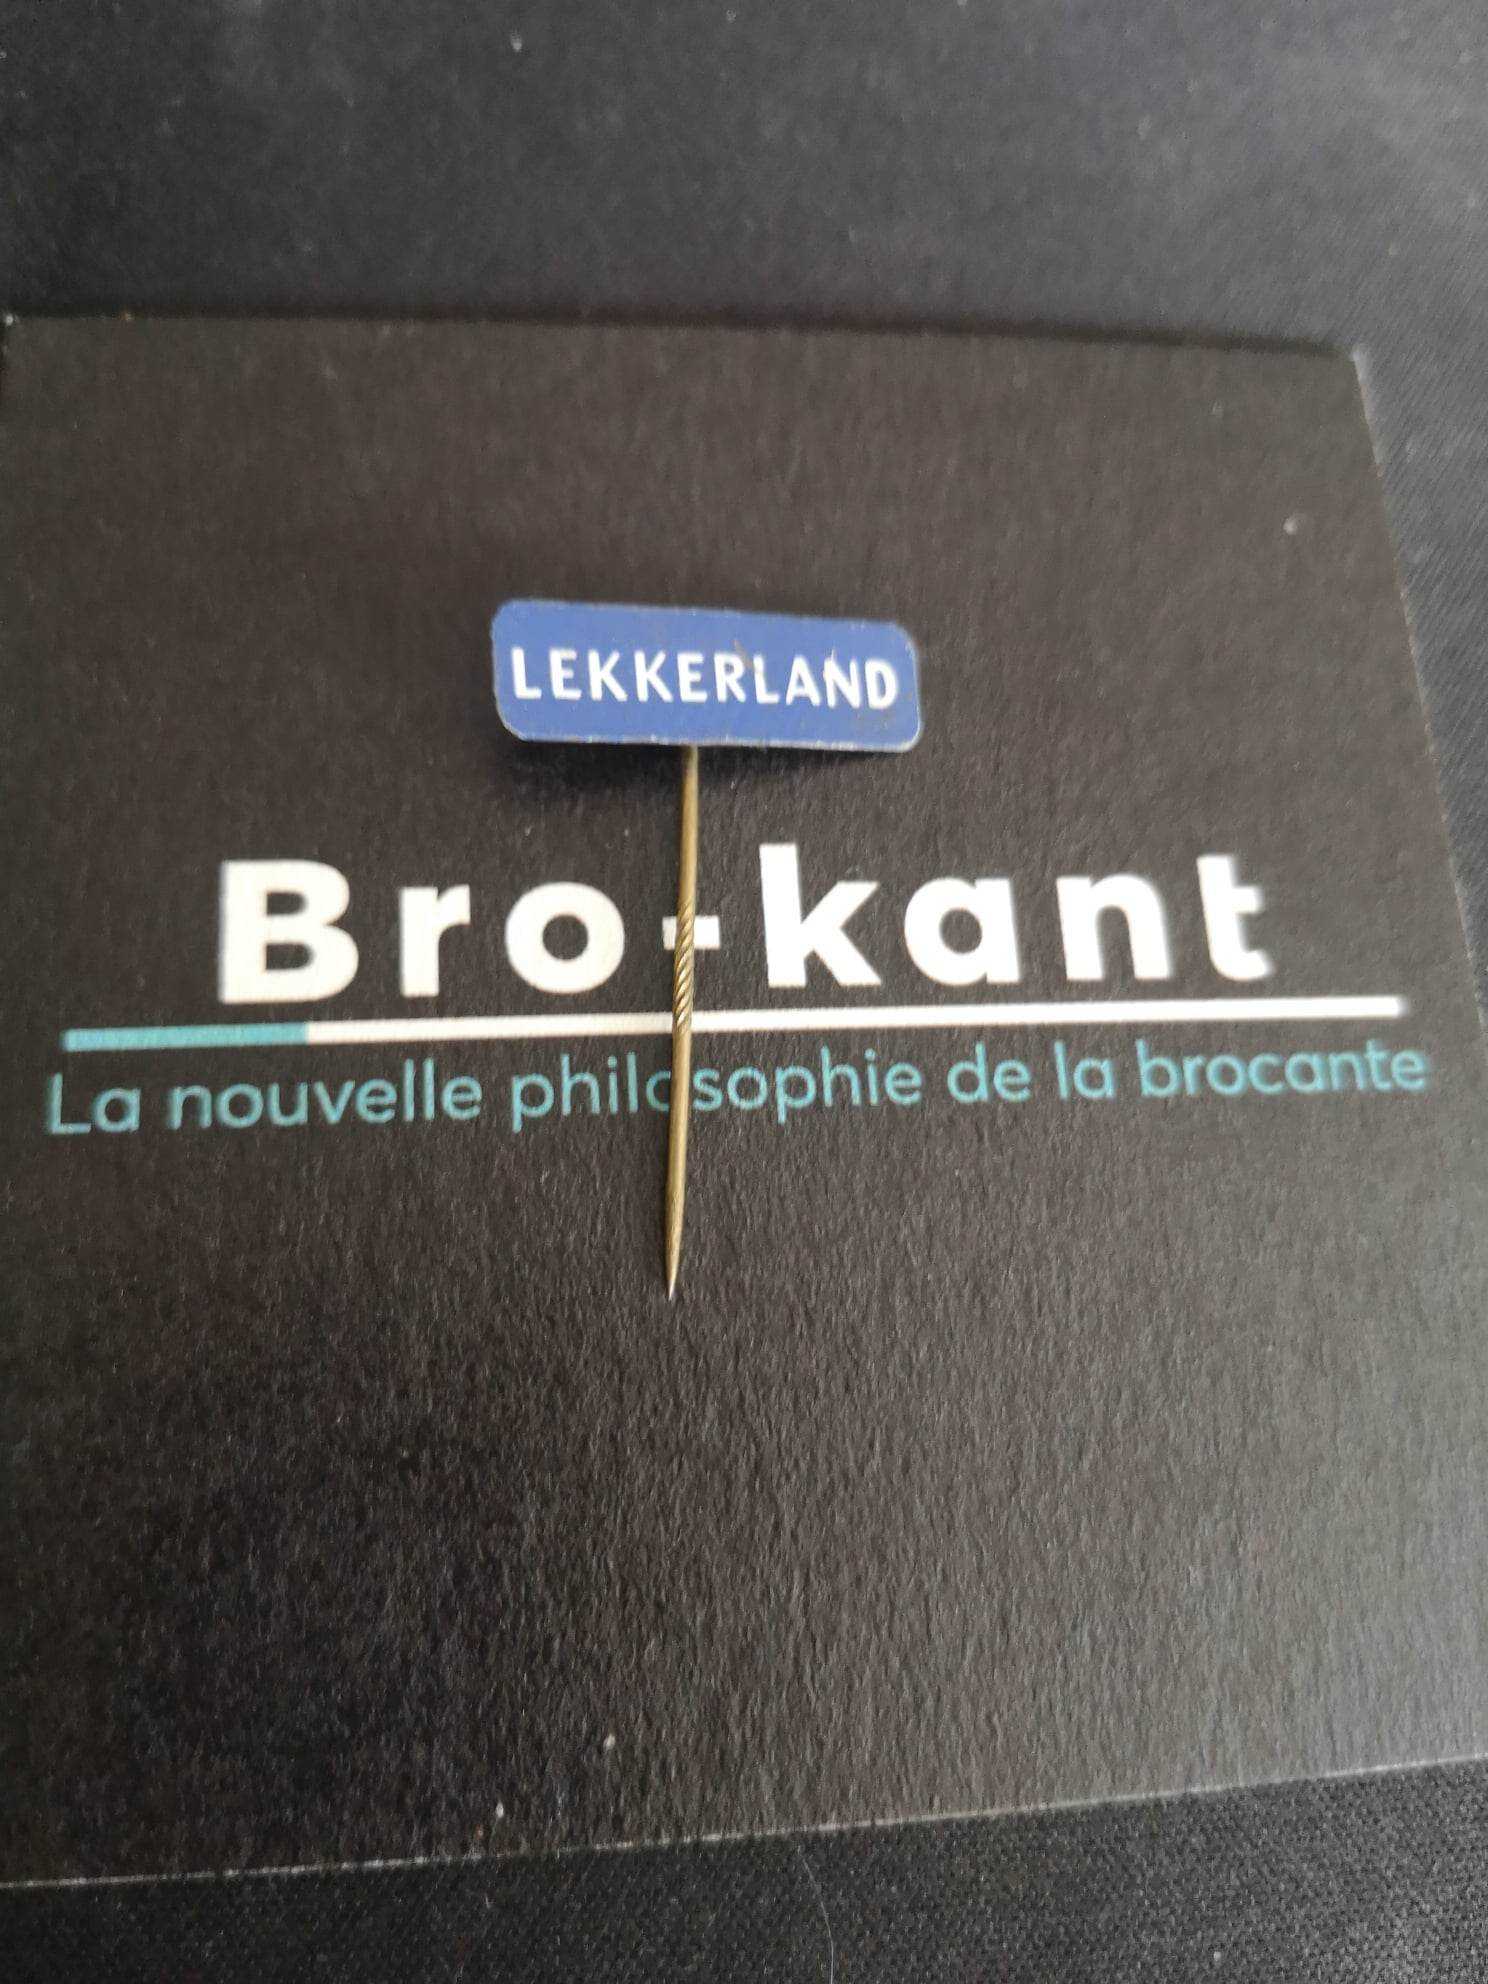 LEKKERLAND
Bro-kant
La nouvelle philosophie de la brocante